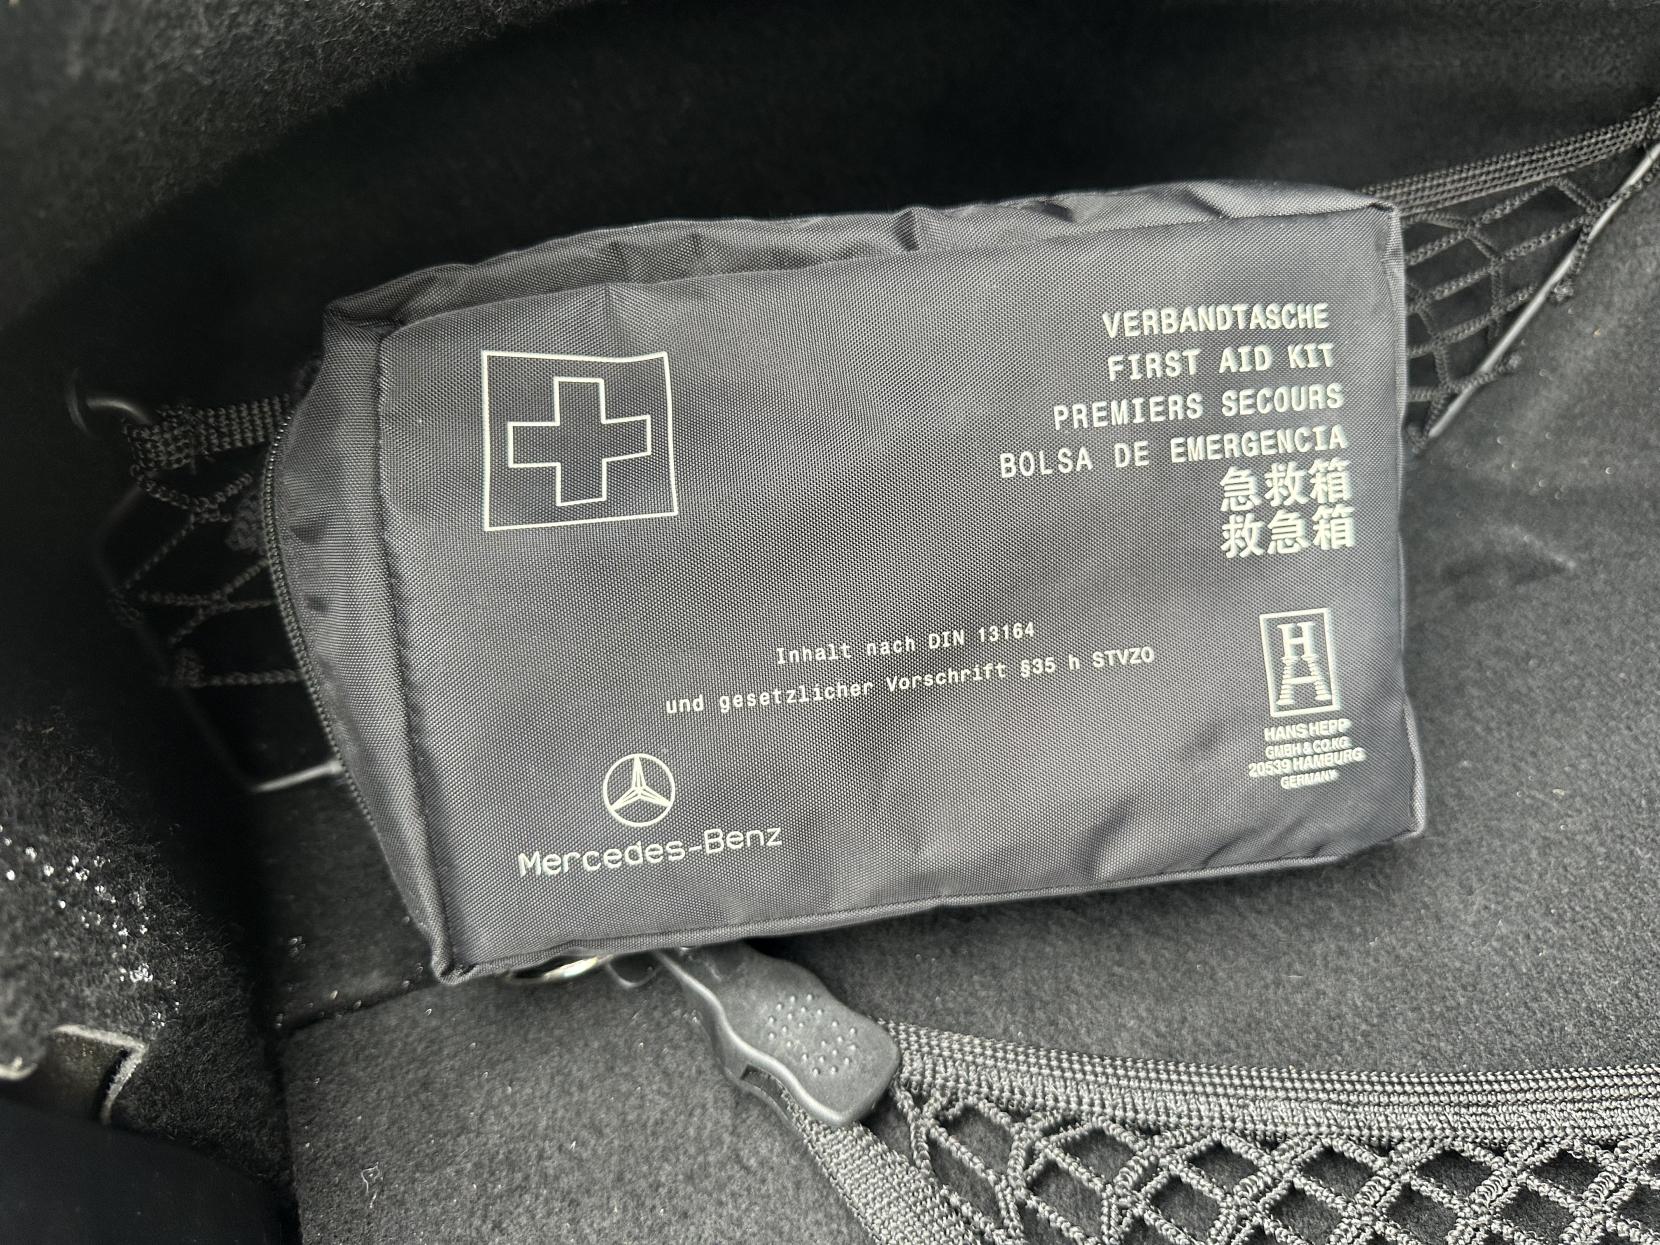 VERBANDTASCHE
FIRST AID KIT
PREMIERS SECOURS
BOLSA DE EMERGENCIA
急救箱
救急箱
Inhalt nach DIN 13164
und gesetzlicher Vorschrift §35 h STVZO
HA
HANS HEPP
GMBH & CO.KG
20539 HAMBURG
GERMANY
Mercedes-Benz